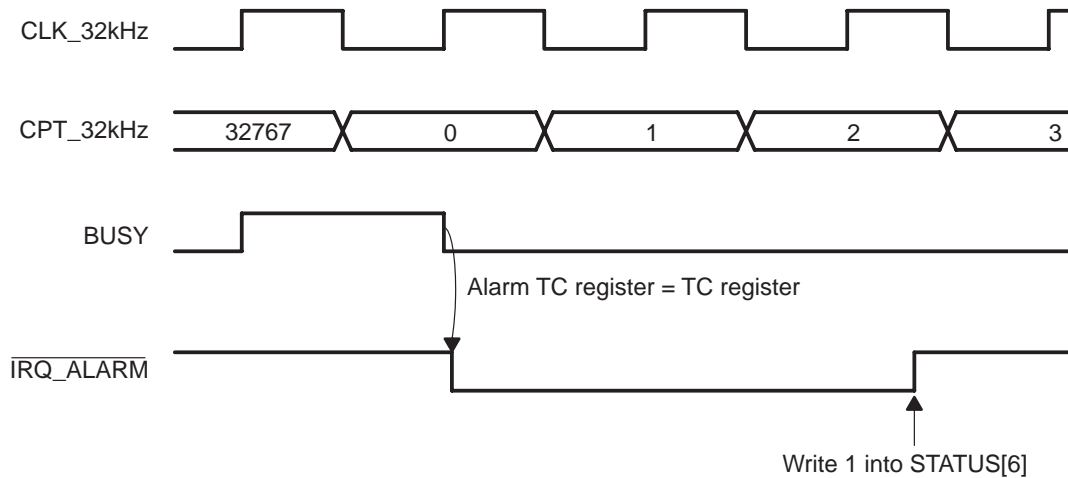 CLK_32kHz
CPT_32kHz
32767
0
1
2
3
BUSY
Alarm TC register = TC register
IRQ_ALARM
Write 1 into STATUS[6]